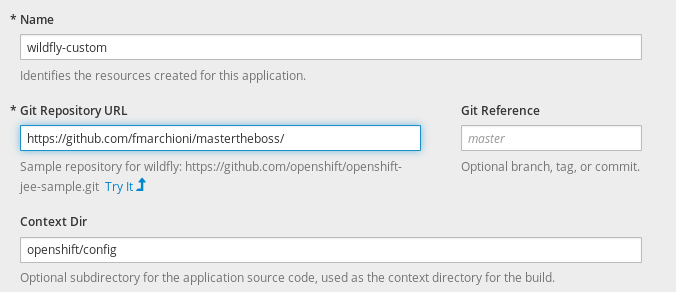 * Name
wildfly-custom
Identifies the resources created for this application.
* Git Repository URL
https://github.com/fmarchioni/mastertheboss/
Sample repository for wildfly: https://github.com/openshift/openshift-
jee-sample.git Try It
Git Reference
master
Optional branch, tag, or commit.
Context Dir
openshift/config
Optional subdirectory for the application source code, used as the context directory for the build.